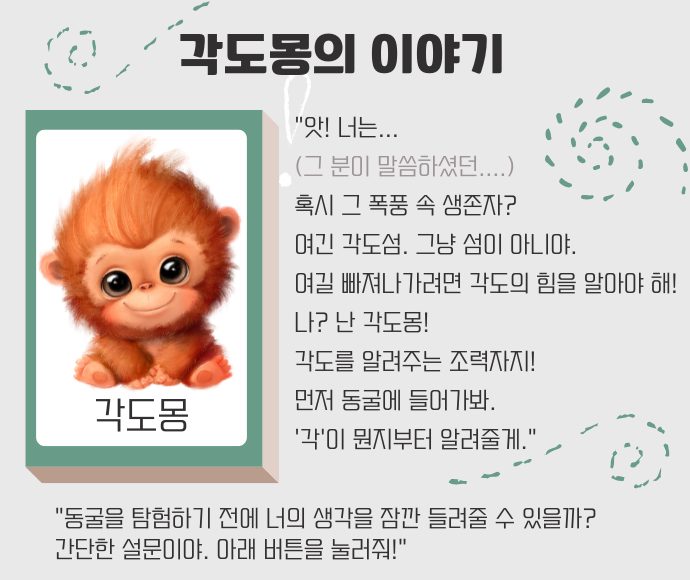 각도몽의 이야기
"앗! 너는...
(그 분이 말씀하셨던....)
혹시 그 폭풍 속 생존자?
여긴 각도섬. 그냥 섬이 아니야.
여길 빠져나가려면 각도의 힘을 알아야 해!
나? 난 각도몽!
각도를 알려주는 조력자지!
먼저 동굴에 들어가봐.
'각'이 뭔지부터 알려줄게."
각도몽
"동굴을 탐험하기 전에 너의 생각을 잠깐 들려줄 수 있을까?
간단한 설문이야. 아래 버튼을 눌러줘!"